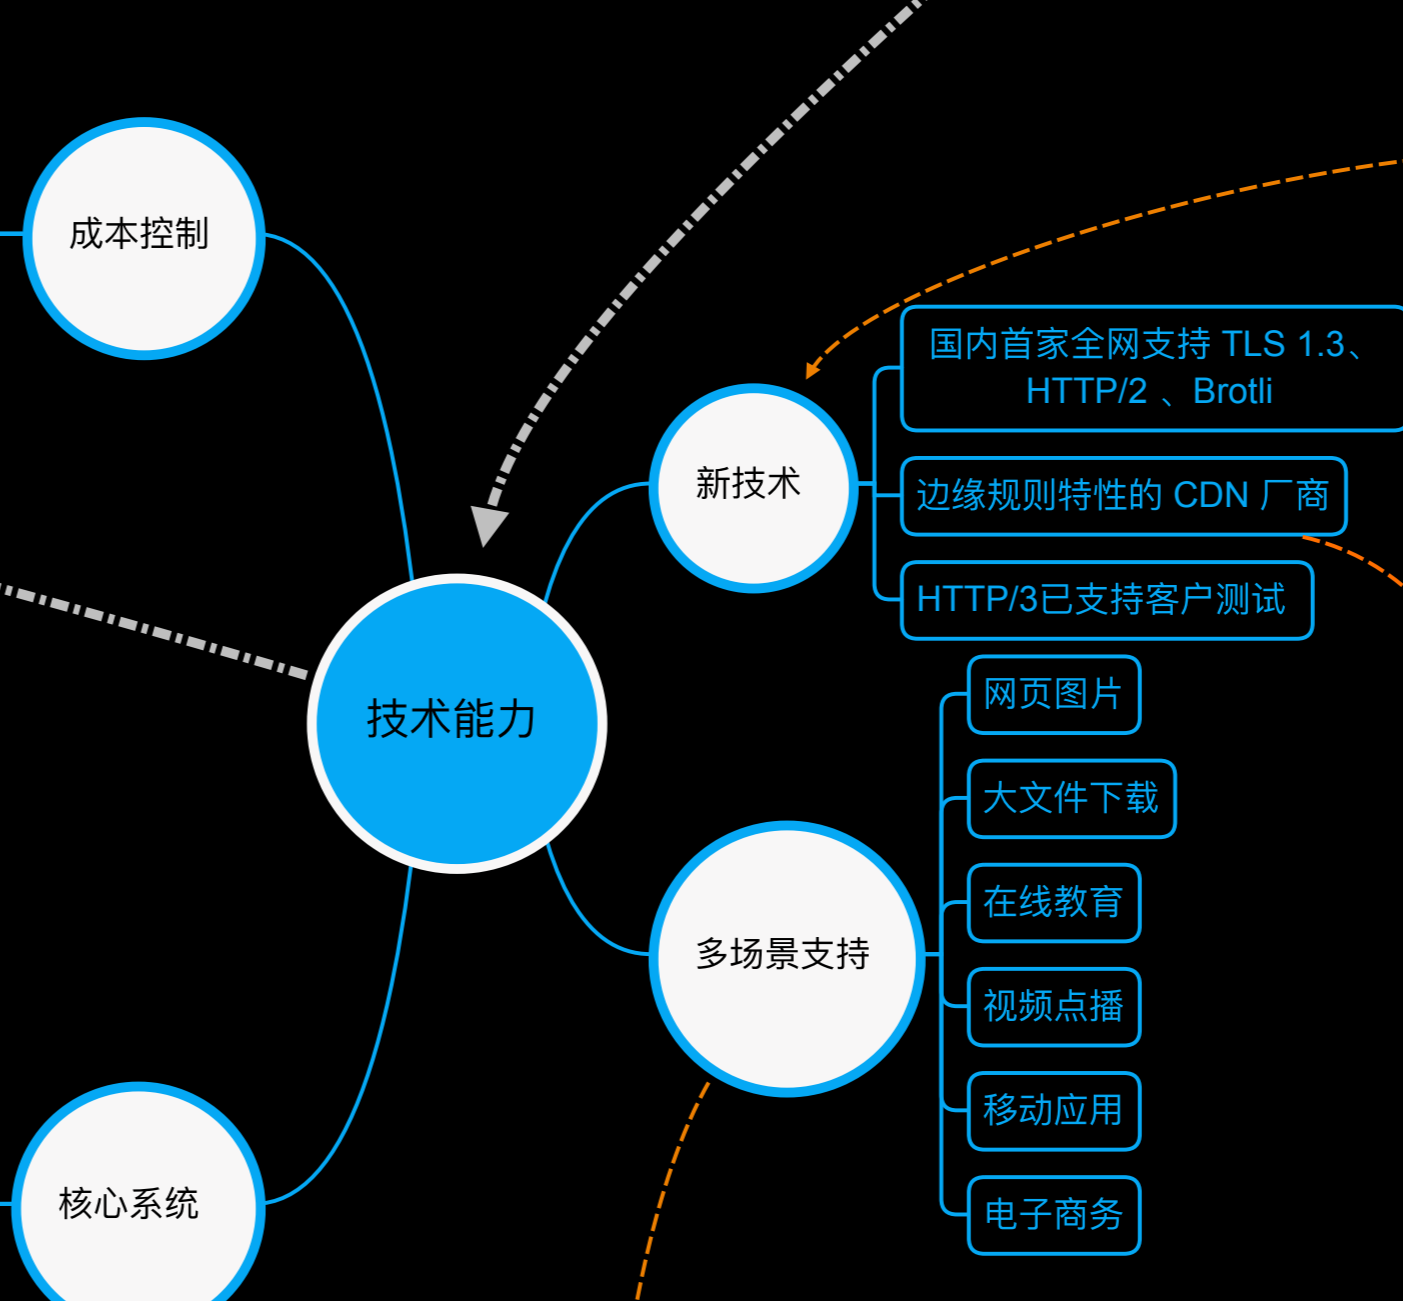 成本控制
国内首家全网支持 TLS 1.3、
HTTP/2 、Brotli
新技术
边缘规则特性的 CDN 厂商
HTTP/3已支持客户测试
技术能力
网页图片
大文件下载
在线教育
多场景支持
视频点播
移动应用
核心系统
电子商务